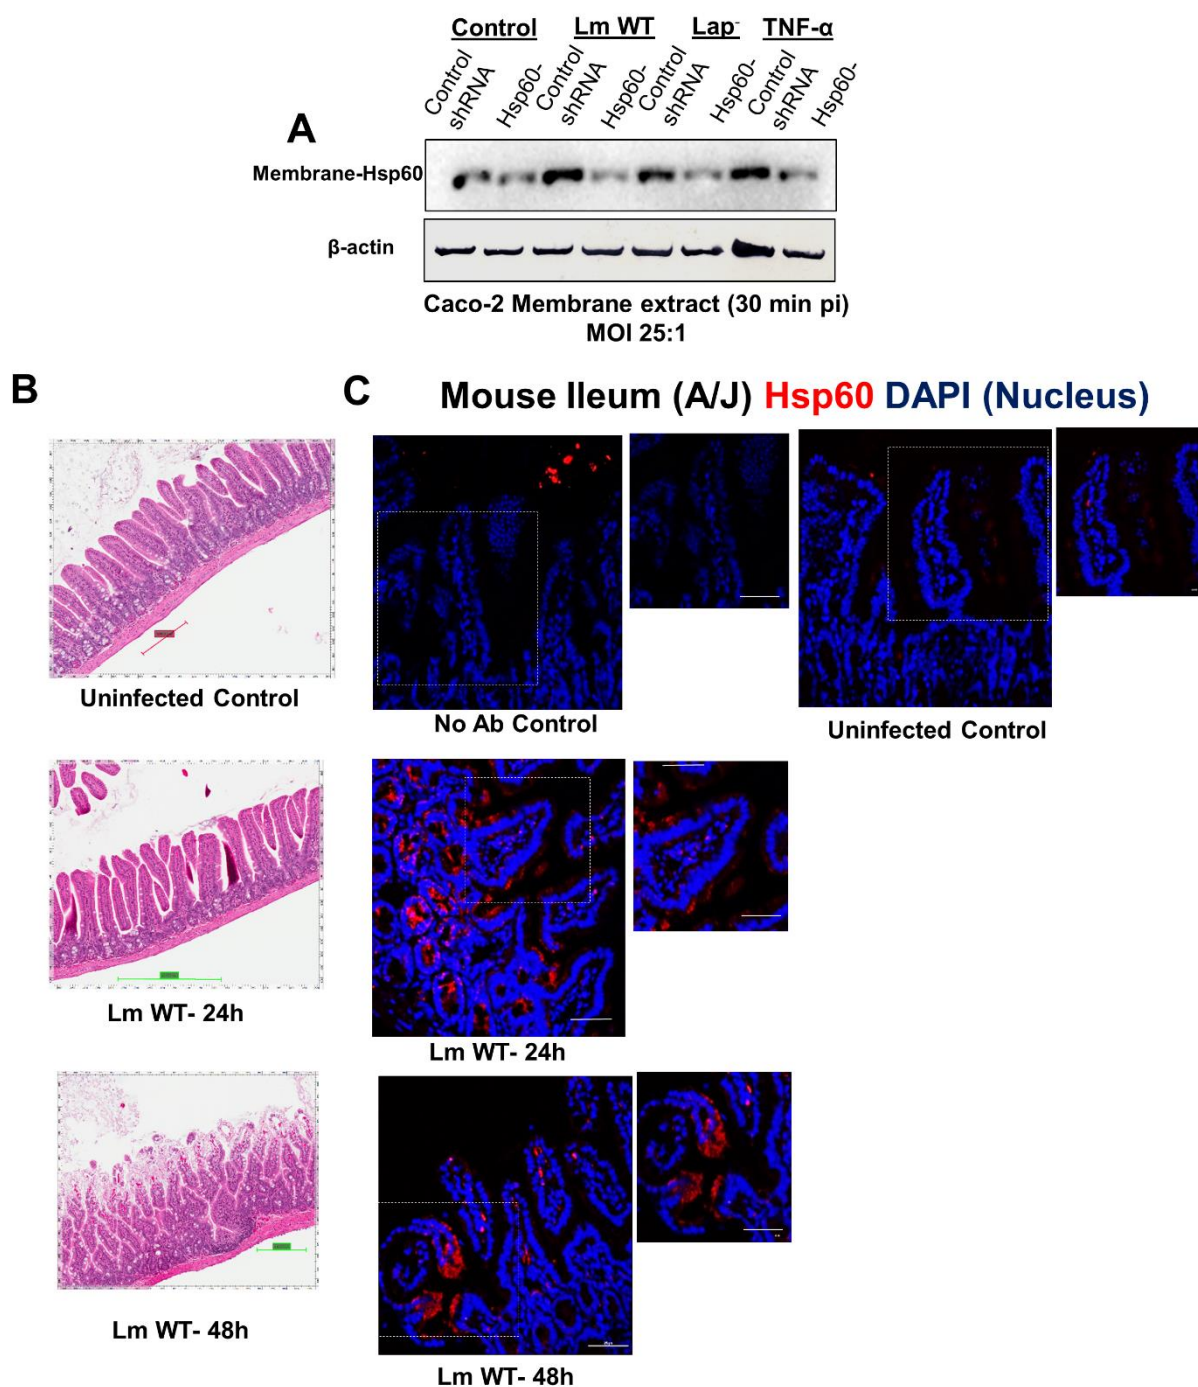 Control Lm WT Lap⁻ TNF-α
Control shRNA Hsp60- Control shRNA Hsp60- Control shRNA Hsp60- Control shRNA Hsp60-
A
Membrane-Hsp60
β-actin
Caco-2 Membrane extract (30 min pi)
MOI 25:1
B
C Mouse Ileum (A/J) Hsp60 DAPI (Nucleus)
Uninfected Control
No Ab Control
Uninfected Control
Lm WT- 24h
Lm WT- 24h
Lm WT- 48h
Lm WT- 48h